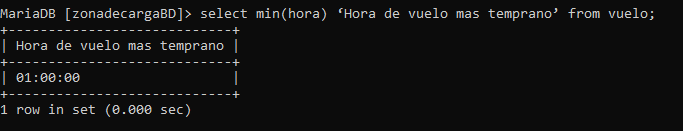 MariaDB [zonadecargaBD]> select min(hora) ‘Hora de vuelo mas temprano’ from vuelo;
+----------------------------+
| Hora de vuelo mas temprano |
+----------------------------+
| 01:00:00                   |
+----------------------------+
1 row in set (0.000 sec)